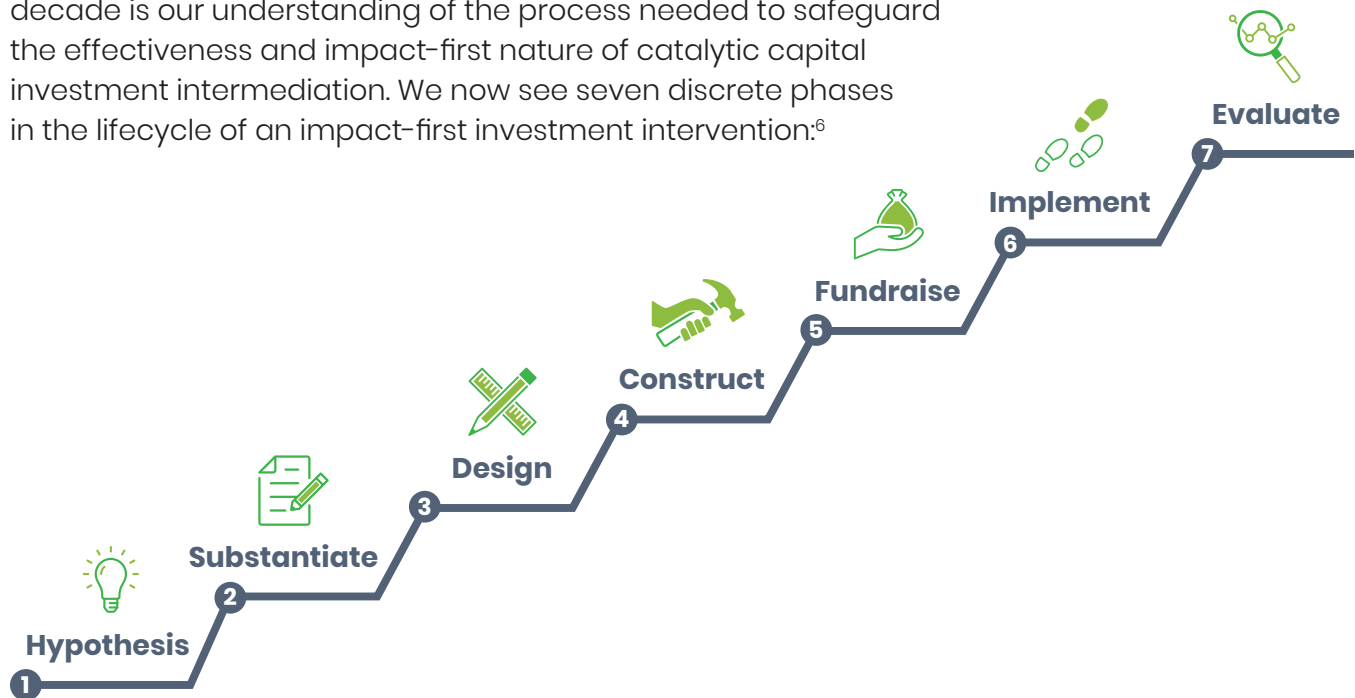 decade is our understanding of the process needed to safeguard
the effectiveness and impact-first nature of catalytic capital
investment intermediation. We now see seven discrete phases
in the lifecycle of an impact-first investment intervention:⁶
1
Hypothesis
2
Substantiate
3
Design
4
Construct
5
Fundraise
6
Implement
7
Evaluate